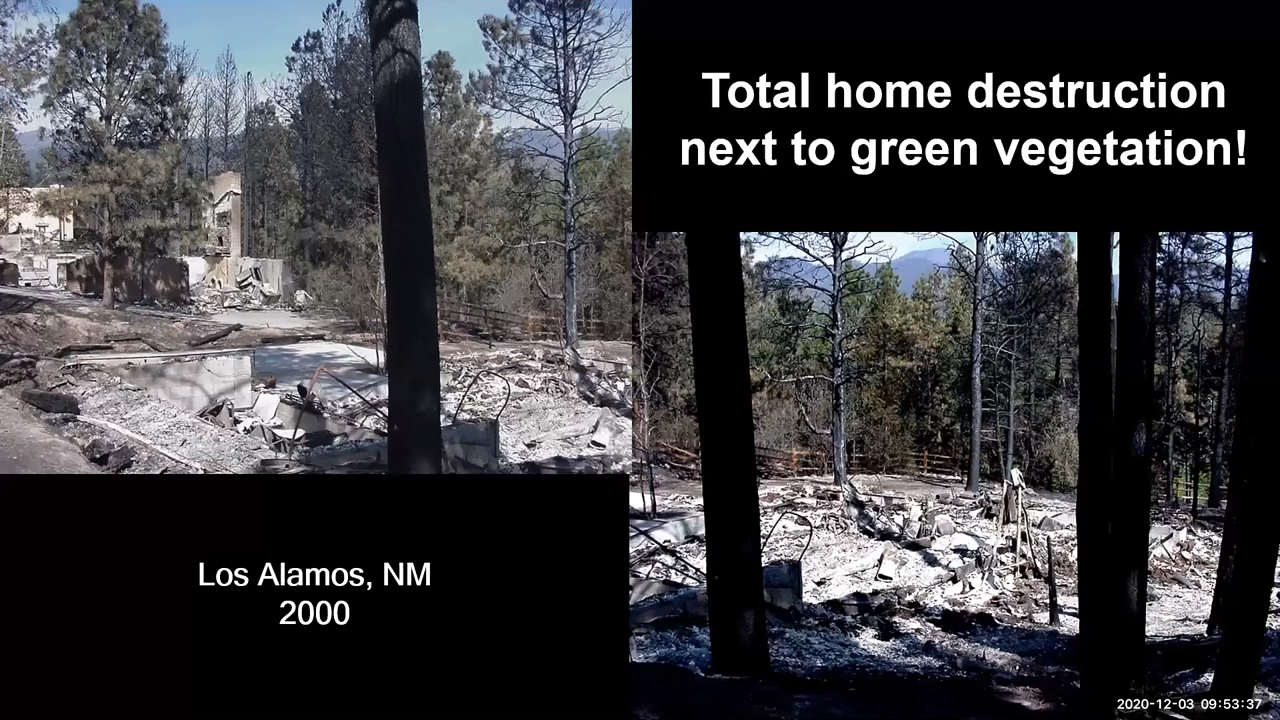 Total home destruction
next to green vegetation!
Los Alamos, NM
2000
2020-12-03 09:53:37